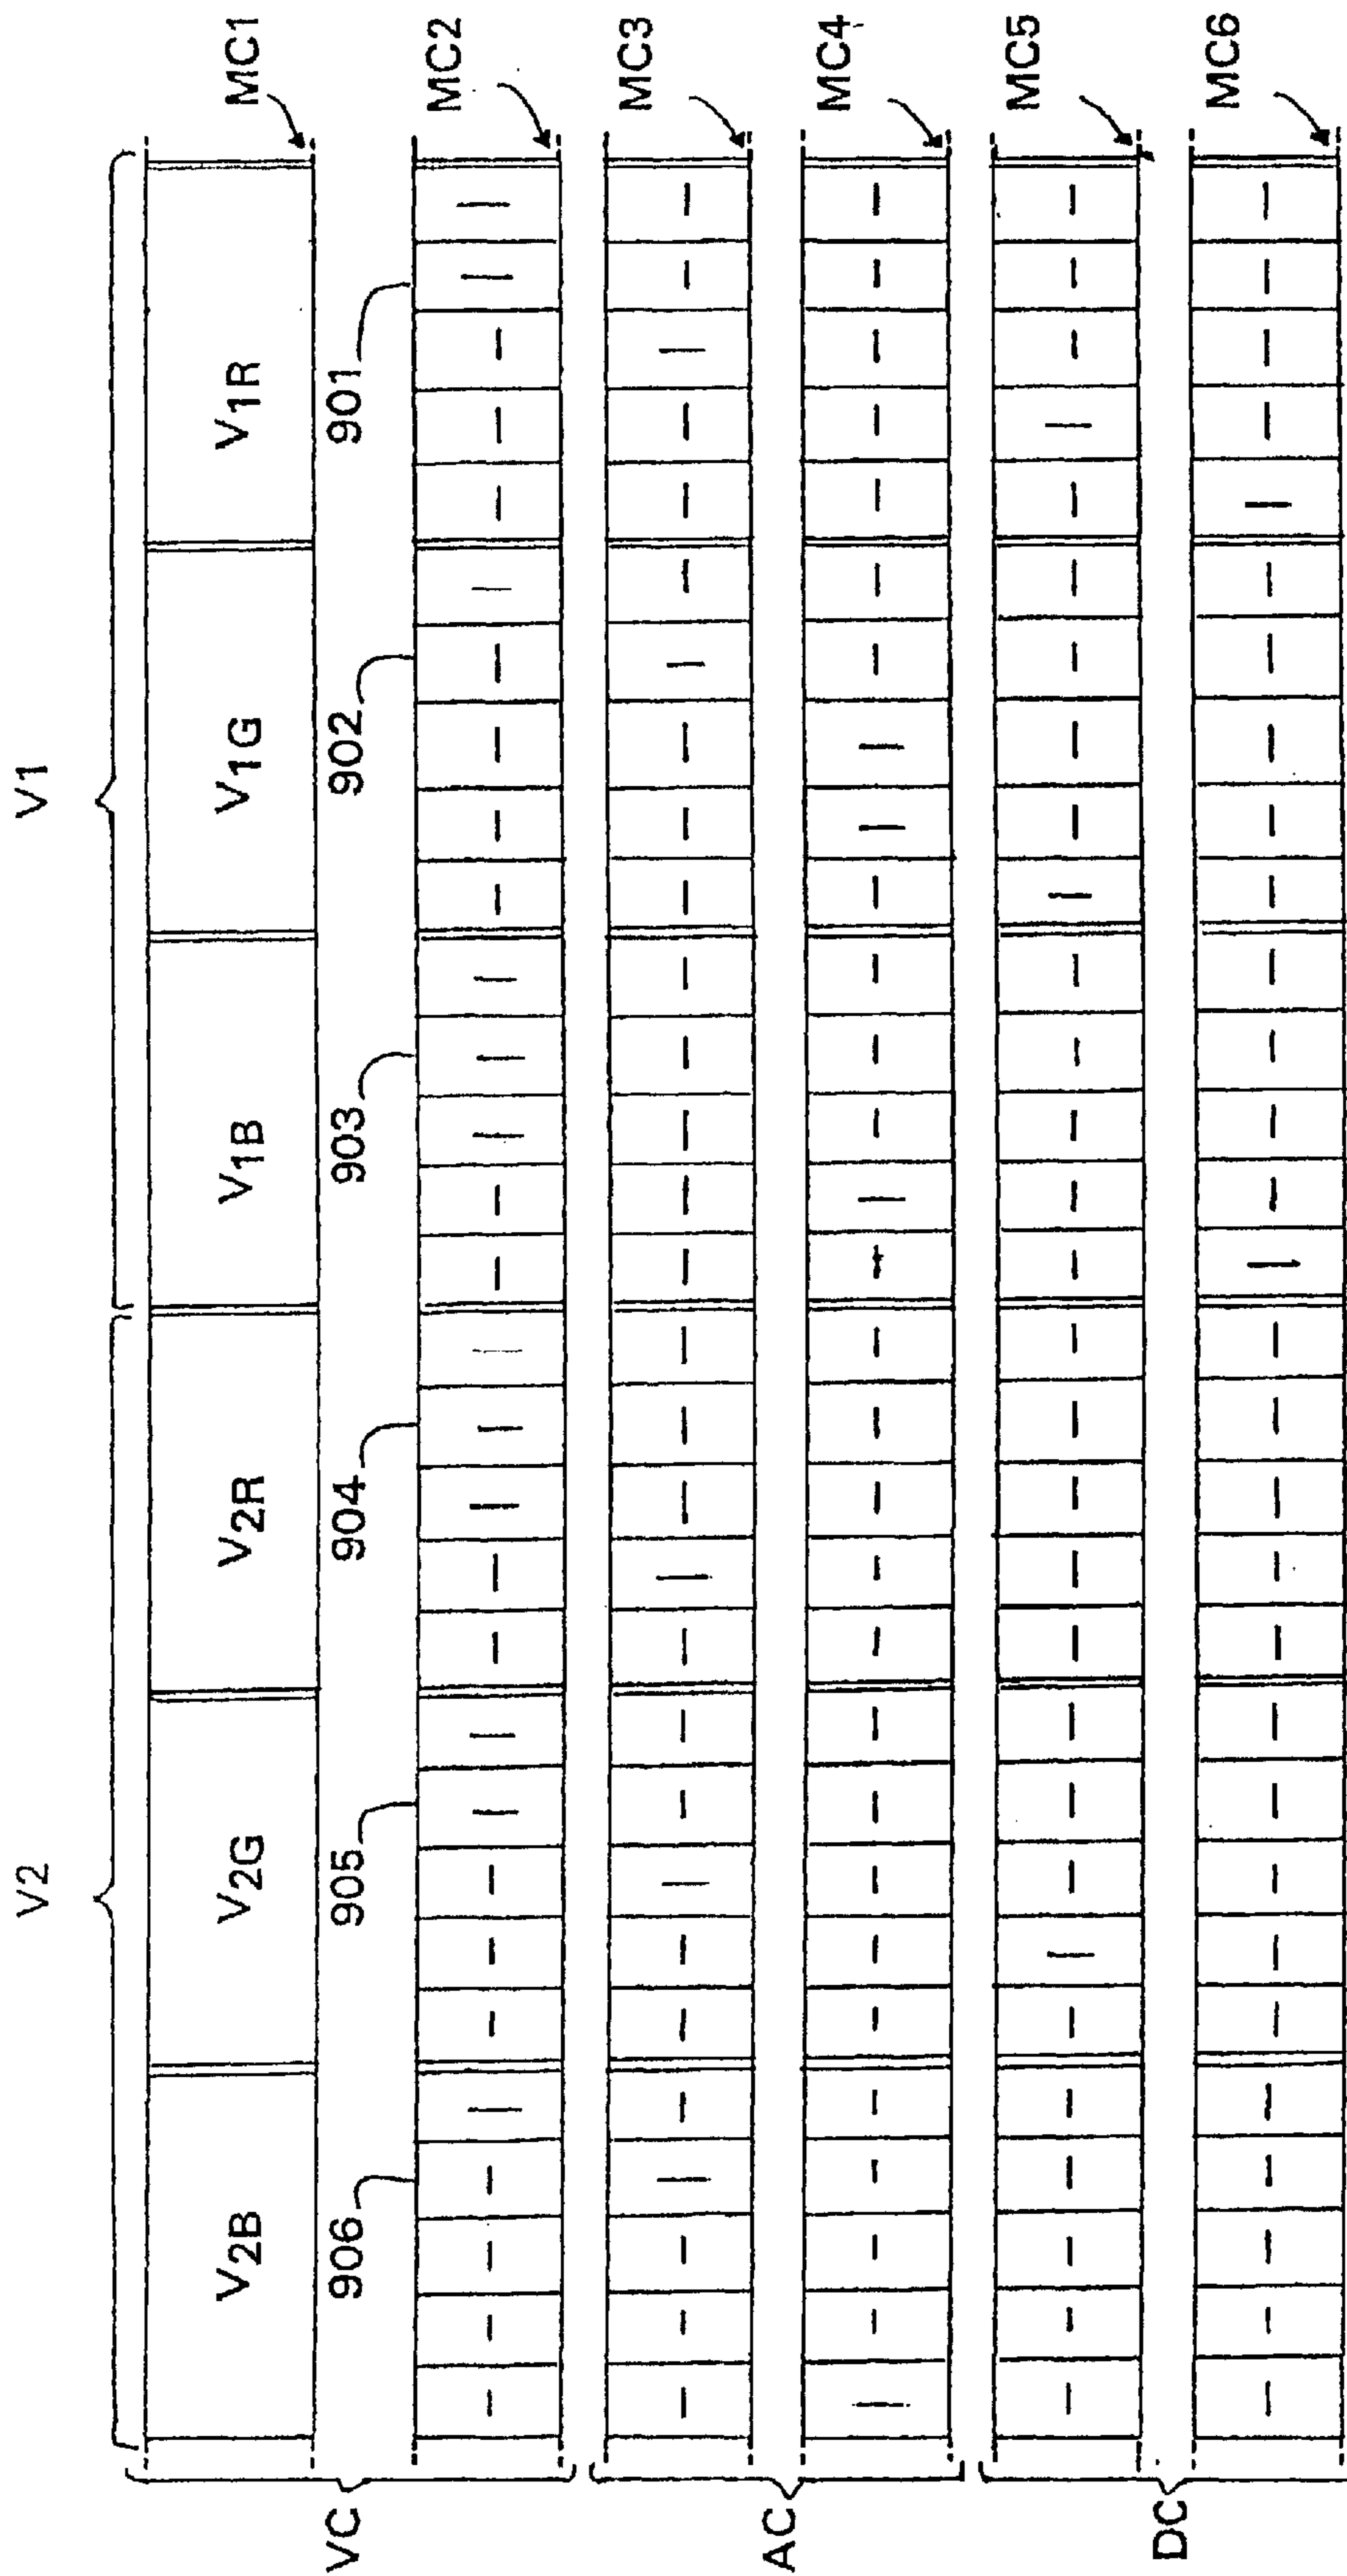 V2
V1
V2B
V2G
V2R
V1B
V1G
V1R
MC1
VC
906
905
904
903
902
901
MC2
MC3
AC
MC4
MC5
DC
MC6